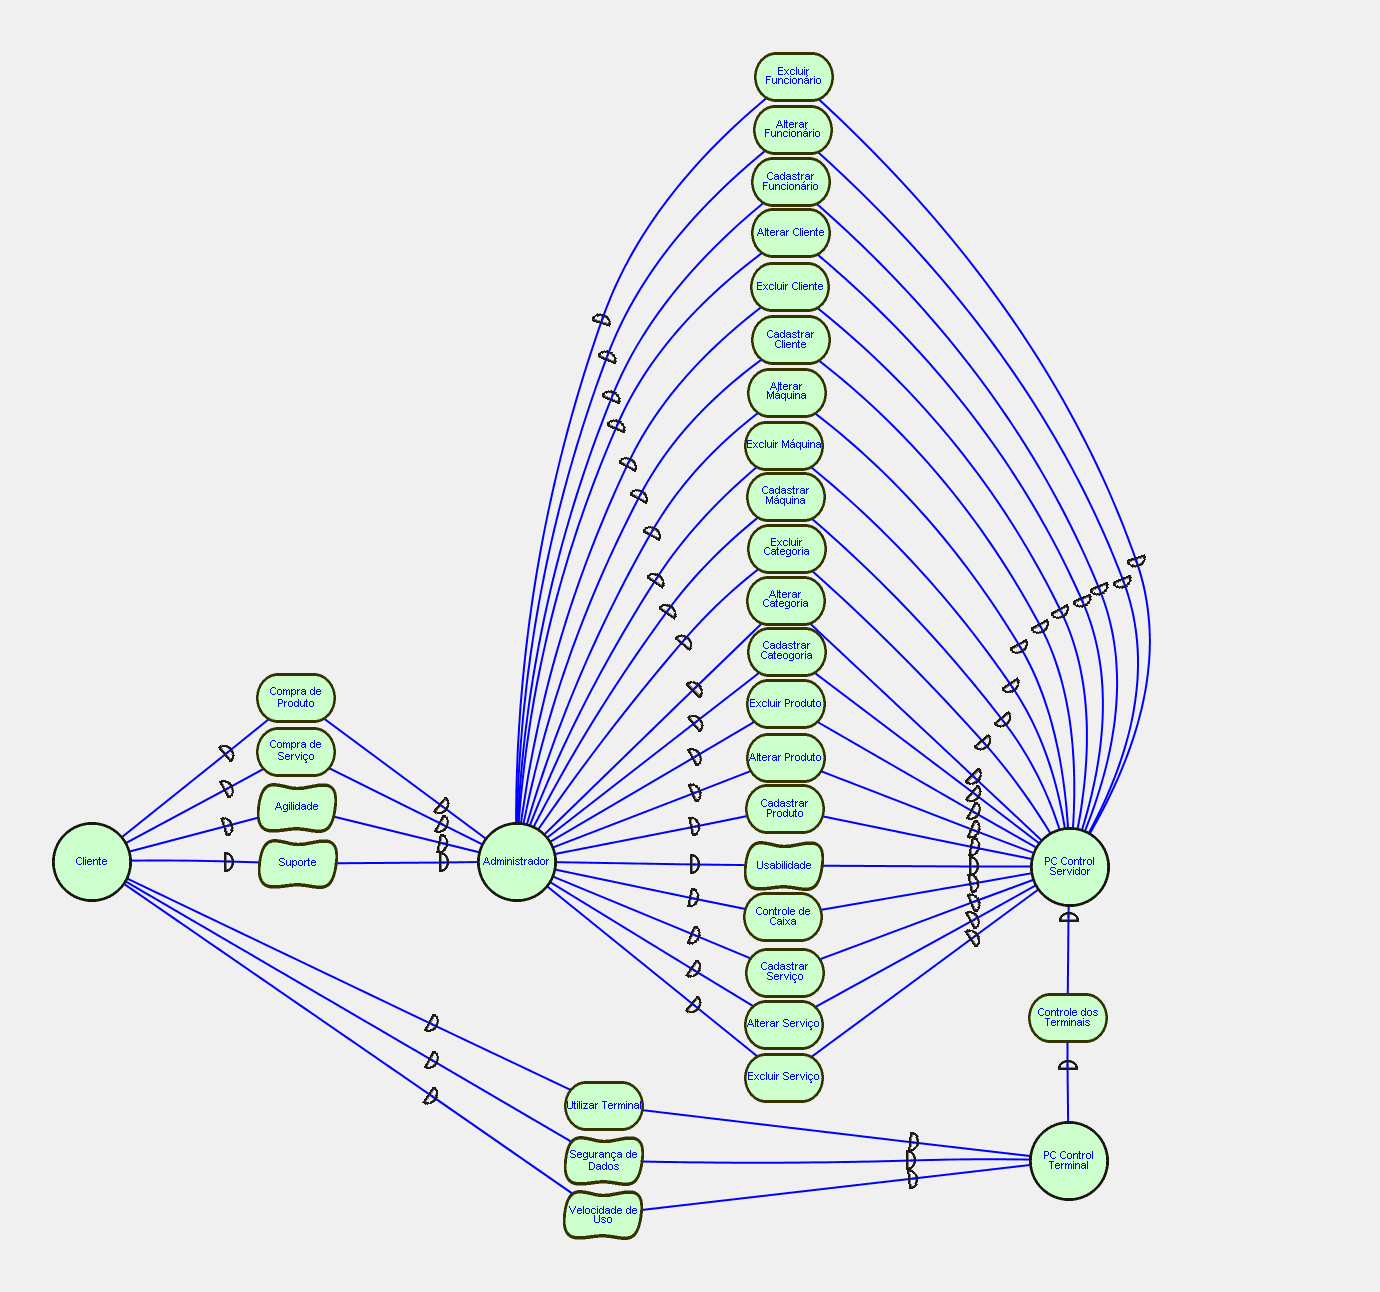 Excluir
Funcionário
Alterar
Funcionário
Cadastrar
Funcionário
Alterar Cliente
Excluir Cliente
Cadastrar
Cliente
Alterar
Máquina
Excluir Máquina
Cadastrar
Máquina
Excluir
Categoria
Alterar
Categoria
Cadastrar
Cateogoria
Excluir Produto
Alterar Produto
Cadastrar
Produto
Usabilidade
Controle de
Caixa
Cadastrar
Serviço
Alterar Serviço
Excluir Serviço
Compra de
Produto
Compra de
Serviço
Agilidade
Suporte
Cliente
Administrador
PC Control
Servidor
Controle dos
Terminais
PC Control
Terminal
Utilizar Terminal
Segurança de
Dados
Velocidade de
Uso